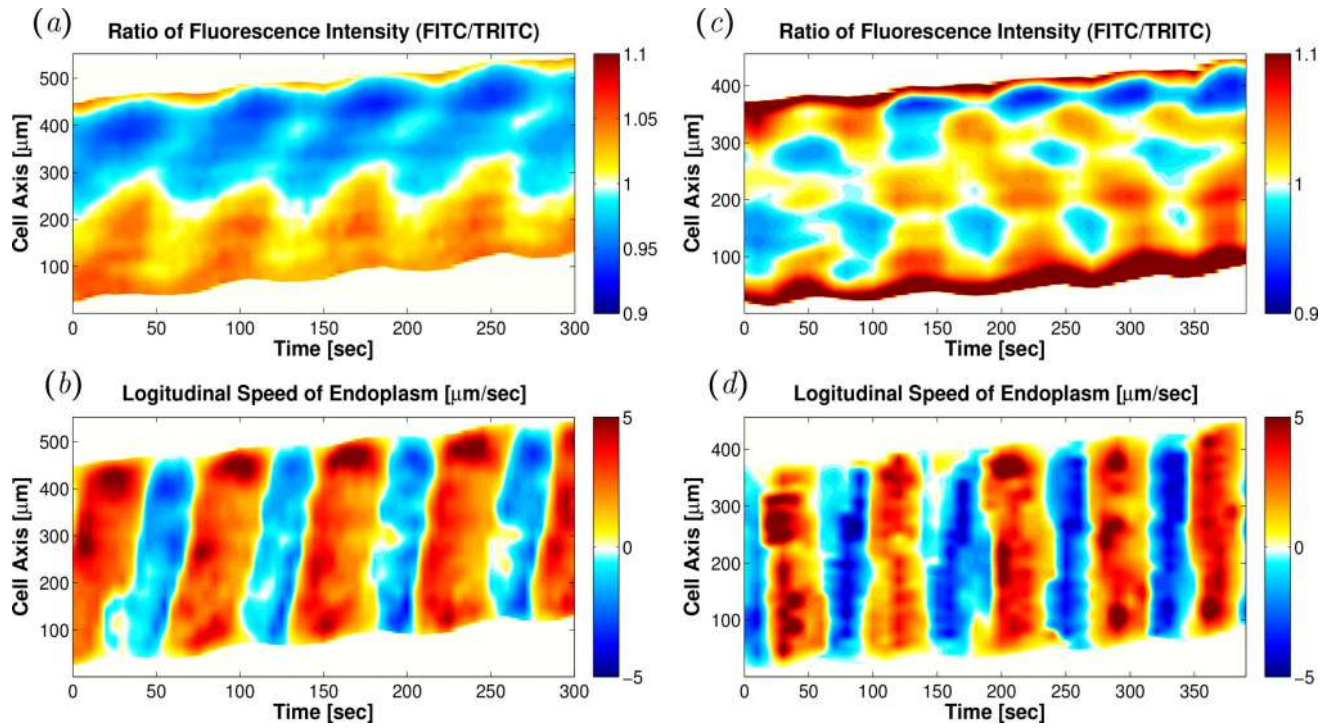 (a)
Ratio of Fluorescence Intensity (FITC/TRITC)
Cell Axis [μm]
500
400
300
200
100
0 50 100 150 200 250 300
Time [sec]
1.1
1.05
1
0.95
0.9
(c)
Ratio of Fluorescence Intensity (FITC/TRITC)
Cell Axis [μm]
400
300
200
100
0 50 100 150 200 250 300 350
Time [sec]
1.1
1
0.9
(b)
Logitudinal Speed of Endoplasm [μm/sec]
Cell Axis [μm]
500
400
300
200
100
0 50 100 150 200 250 300
Time [sec]
5
0
−5
(d)
Logitudinal Speed of Endoplasm [μm/sec]
Cell Axis [μm]
400
300
200
100
0 50 100 150 200 250 300 350
Time [sec]
5
0
−5